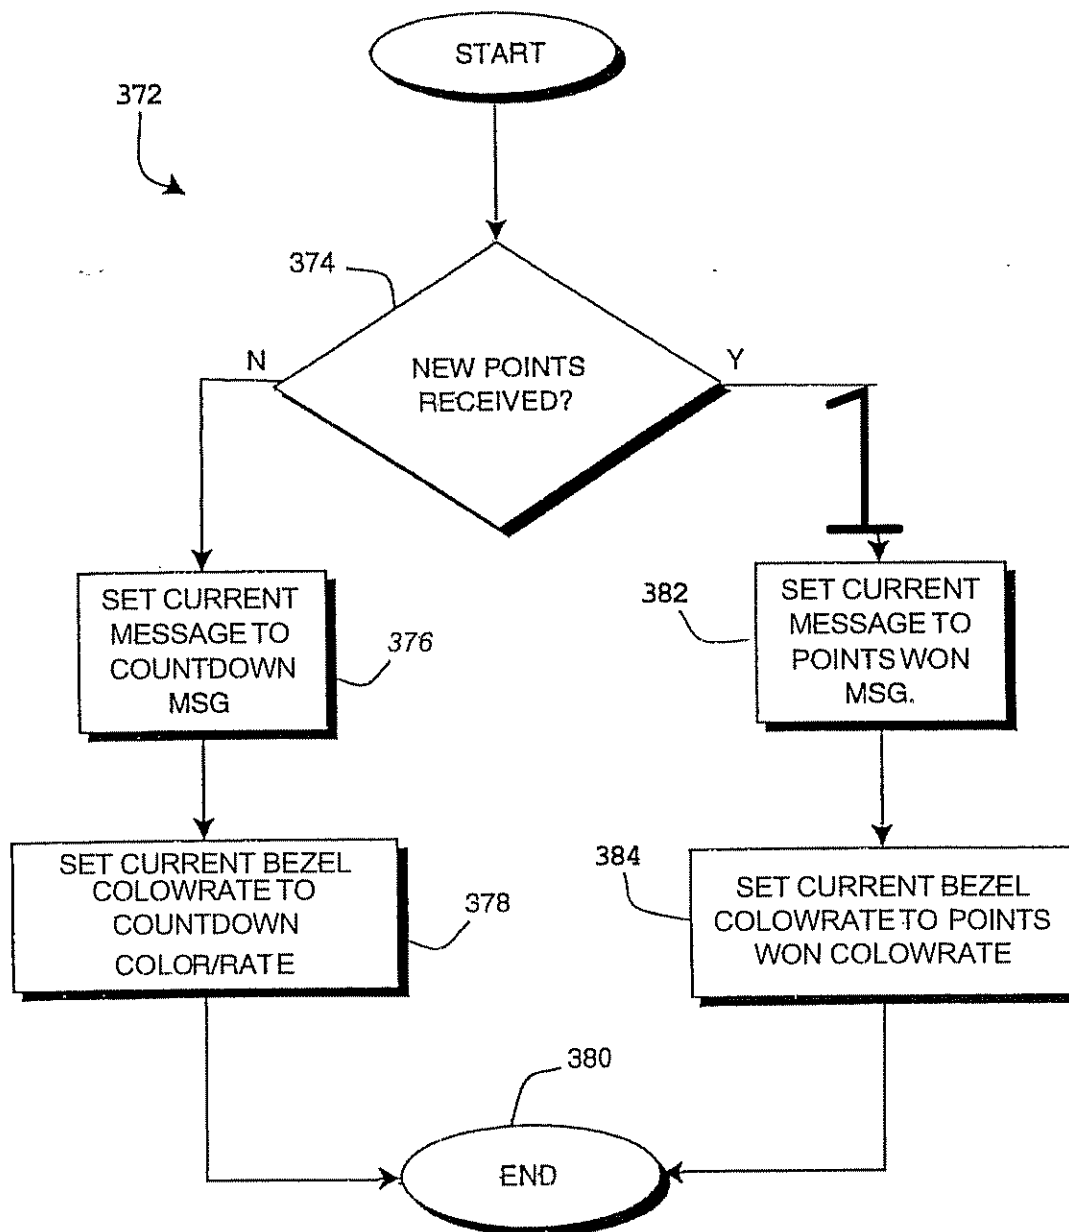 START
372
374
N
Y
NEW POINTS
RECEIVED?
SET CURRENT
MESSAGE TO
COUNTDOWN
MSG
376
382
SET CURRENT
MESSAGE TO
POINTS WON
MSG.
SET CURRENT BEZEL
COLOWRATE TO
COUNTDOWN
COLOR/RATE
378
384
SET CURRENT BEZEL
COLOWRATE TO POINTS
WON COLOWRATE
380
END